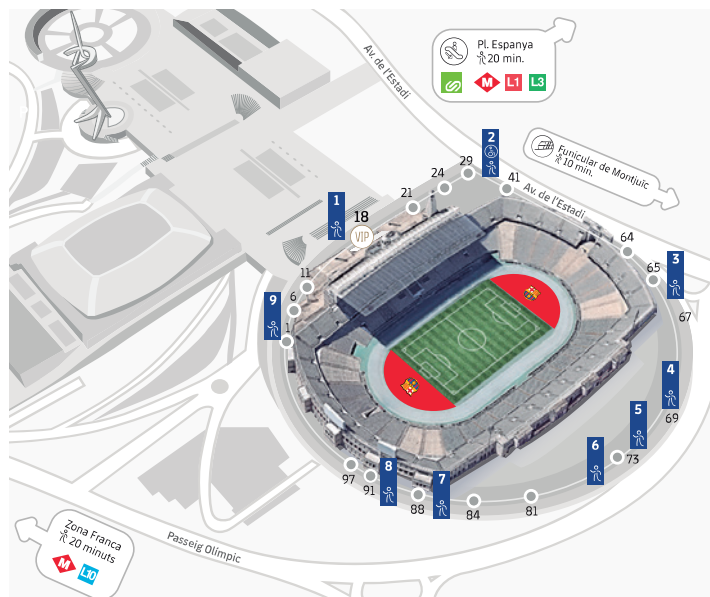 Pl. Espanya
20 min.
M L1 L3
Av. de l'Estadi
Funicular de Montjuïc
10 min.
Av. de l'Estadi
2
29
24
41
21
1
18
VIP
64
3
65
11
6
9
1
67
4
69
5
6
73
97
91
8
88
7
84
81
Zona Franca
20 minuts
M L10
Passeig Olímpic